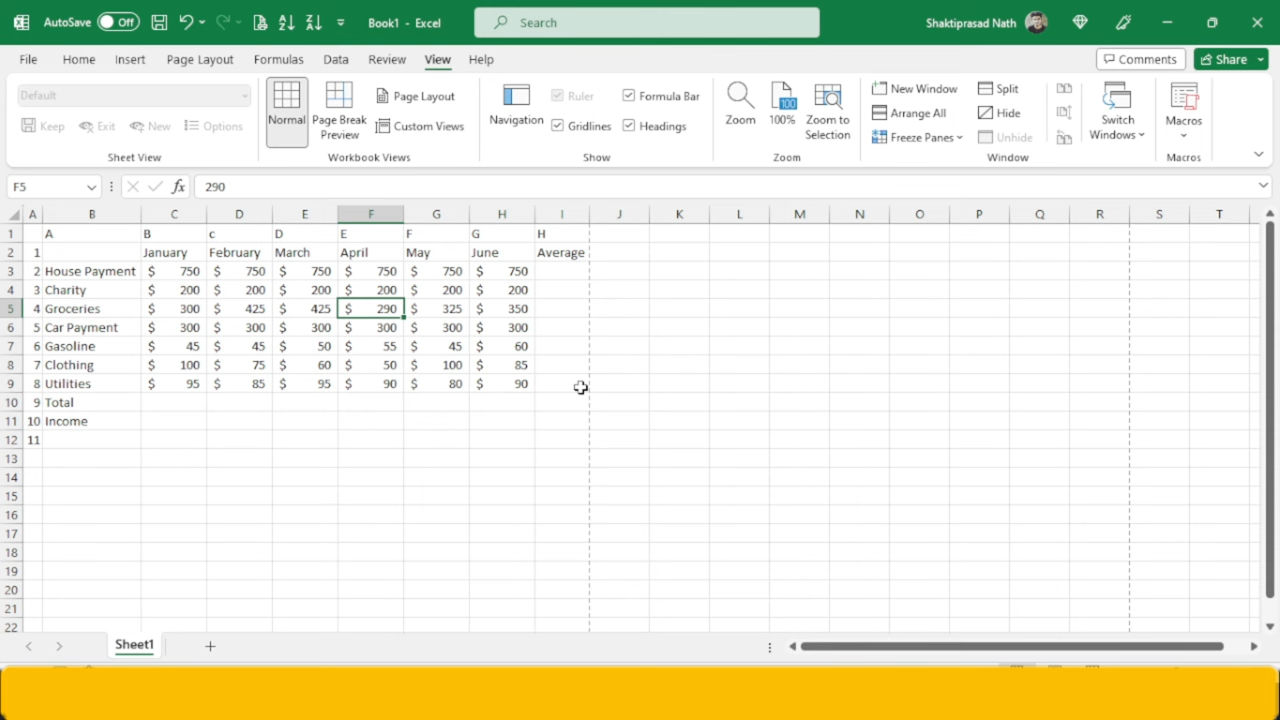 AutoSave Off Book1 - Excel Search Shaktiprasad Nath
File Home Insert Page Layout Formulas Data Review View Help Comments Share
Default
Keep Exit New Options
Sheet View
Normal
Page Break
Preview
Page Layout
Custom Views
Workbook Views
Navigation
Ruler Formula Bar
Gridlines Headings
Show
Zoom
100
100%
Zoom to
Selection
Zoom
New Window
Arrange All
Freeze Panes
Split
Hide
Unhide
Window
Switch
Windows
Macros
Macros
F5 fx 290
A B C D E F G H I J K L M N O P Q R S T
1 A B c D E F G H
2 1 January February March April May June Average
3 2 House Payment $ 750 $ 750 $ 750 $ 750 $ 750 $ 750
4 3 Charity $ 200 $ 200 $ 200 $ 200 $ 200 $ 200
5 4 Groceries $ 300 $ 425 $ 425 $ 290 $ 325 $ 350
6 5 Car Payment $ 300 $ 300 $ 300 $ 300 $ 300 $ 300
7 6 Gasoline $ 45 $ 45 $ 50 $ 55 $ 45 $ 60
8 7 Clothing $ 100 $ 75 $ 60 $ 50 $ 100 $ 85
9 8 Utilities $ 95 $ 85 $ 95 $ 90 $ 80 $ 90
10 9 Total
11 10 Income
12 11
13
14
15
16
17
18
19
20
21
22
Sheet1